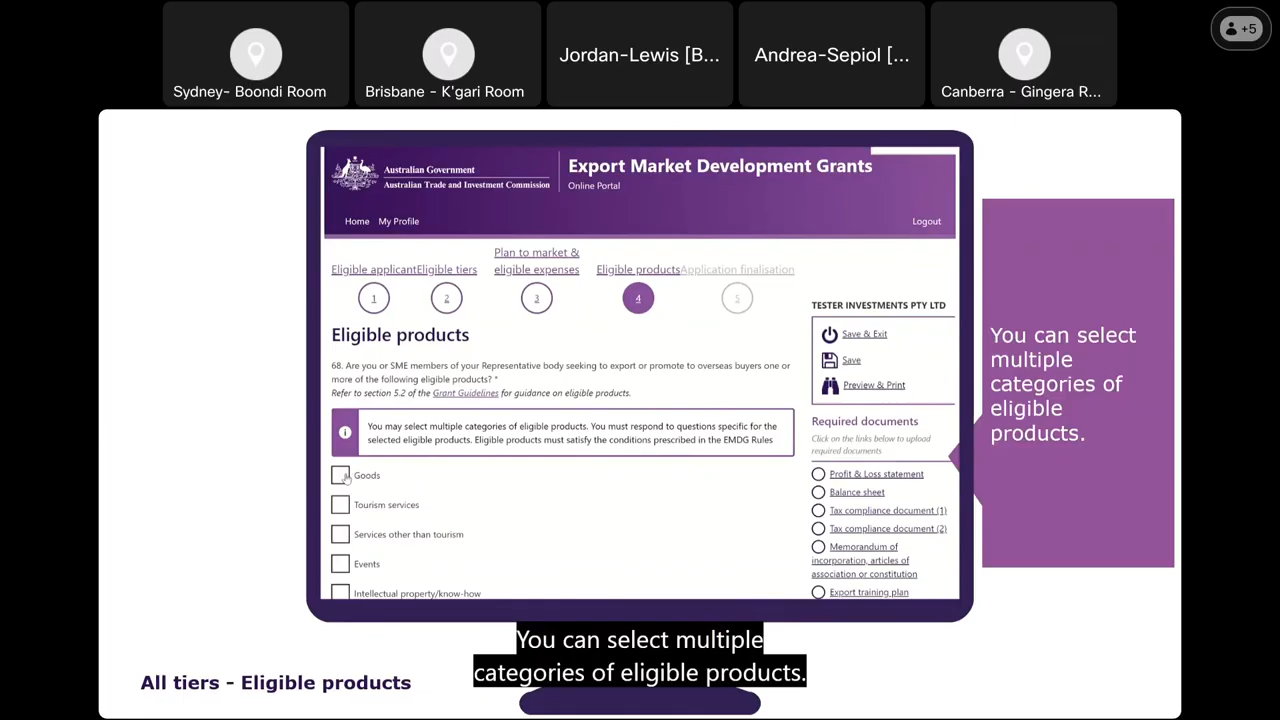 Sydney- Boondi Room
Brisbane - K'gari Room
Jordan-Lewis [B...
Andrea-Sepiol [...
Canberra - Gingera R...
+5
Australian Government
Australian Trade and Investment Commission
Export Market Development Grants
Online Portal
Home My Profile
Logout
Eligible applicant
Eligible tiers
Plan to market &
eligible expenses
Eligible products
Application finalisation
1
2
3
4
5
Eligible products
68. Are you or SME members of your Representative body seeking to export or promote to overseas buyers one or
more of the following eligible products? *
Refer to section 5.2 of the Grant Guidelines for guidance on eligible products.
You may select multiple categories of eligible products. You must respond to questions specific for the
selected eligible products. Eligible products must satisfy the conditions prescribed in the EMDG Rules
Goods
Tourism services
Services other than tourism
Events
Intellectual property/know-how
TESTER INVESTMENTS PTY LTD
Save & Exit
Save
Preview & Print
Required documents
Click on the links below to upload
required documents
Profit & Loss statement
Balance sheet
Tax compliance document (1)
Tax compliance document (2)
Memorandum of
incorporation, articles of
association or constitution
Export training plan
You can select
multiple
categories of
eligible
products.
You can select multiple
categories of eligible products.
All tiers - Eligible products